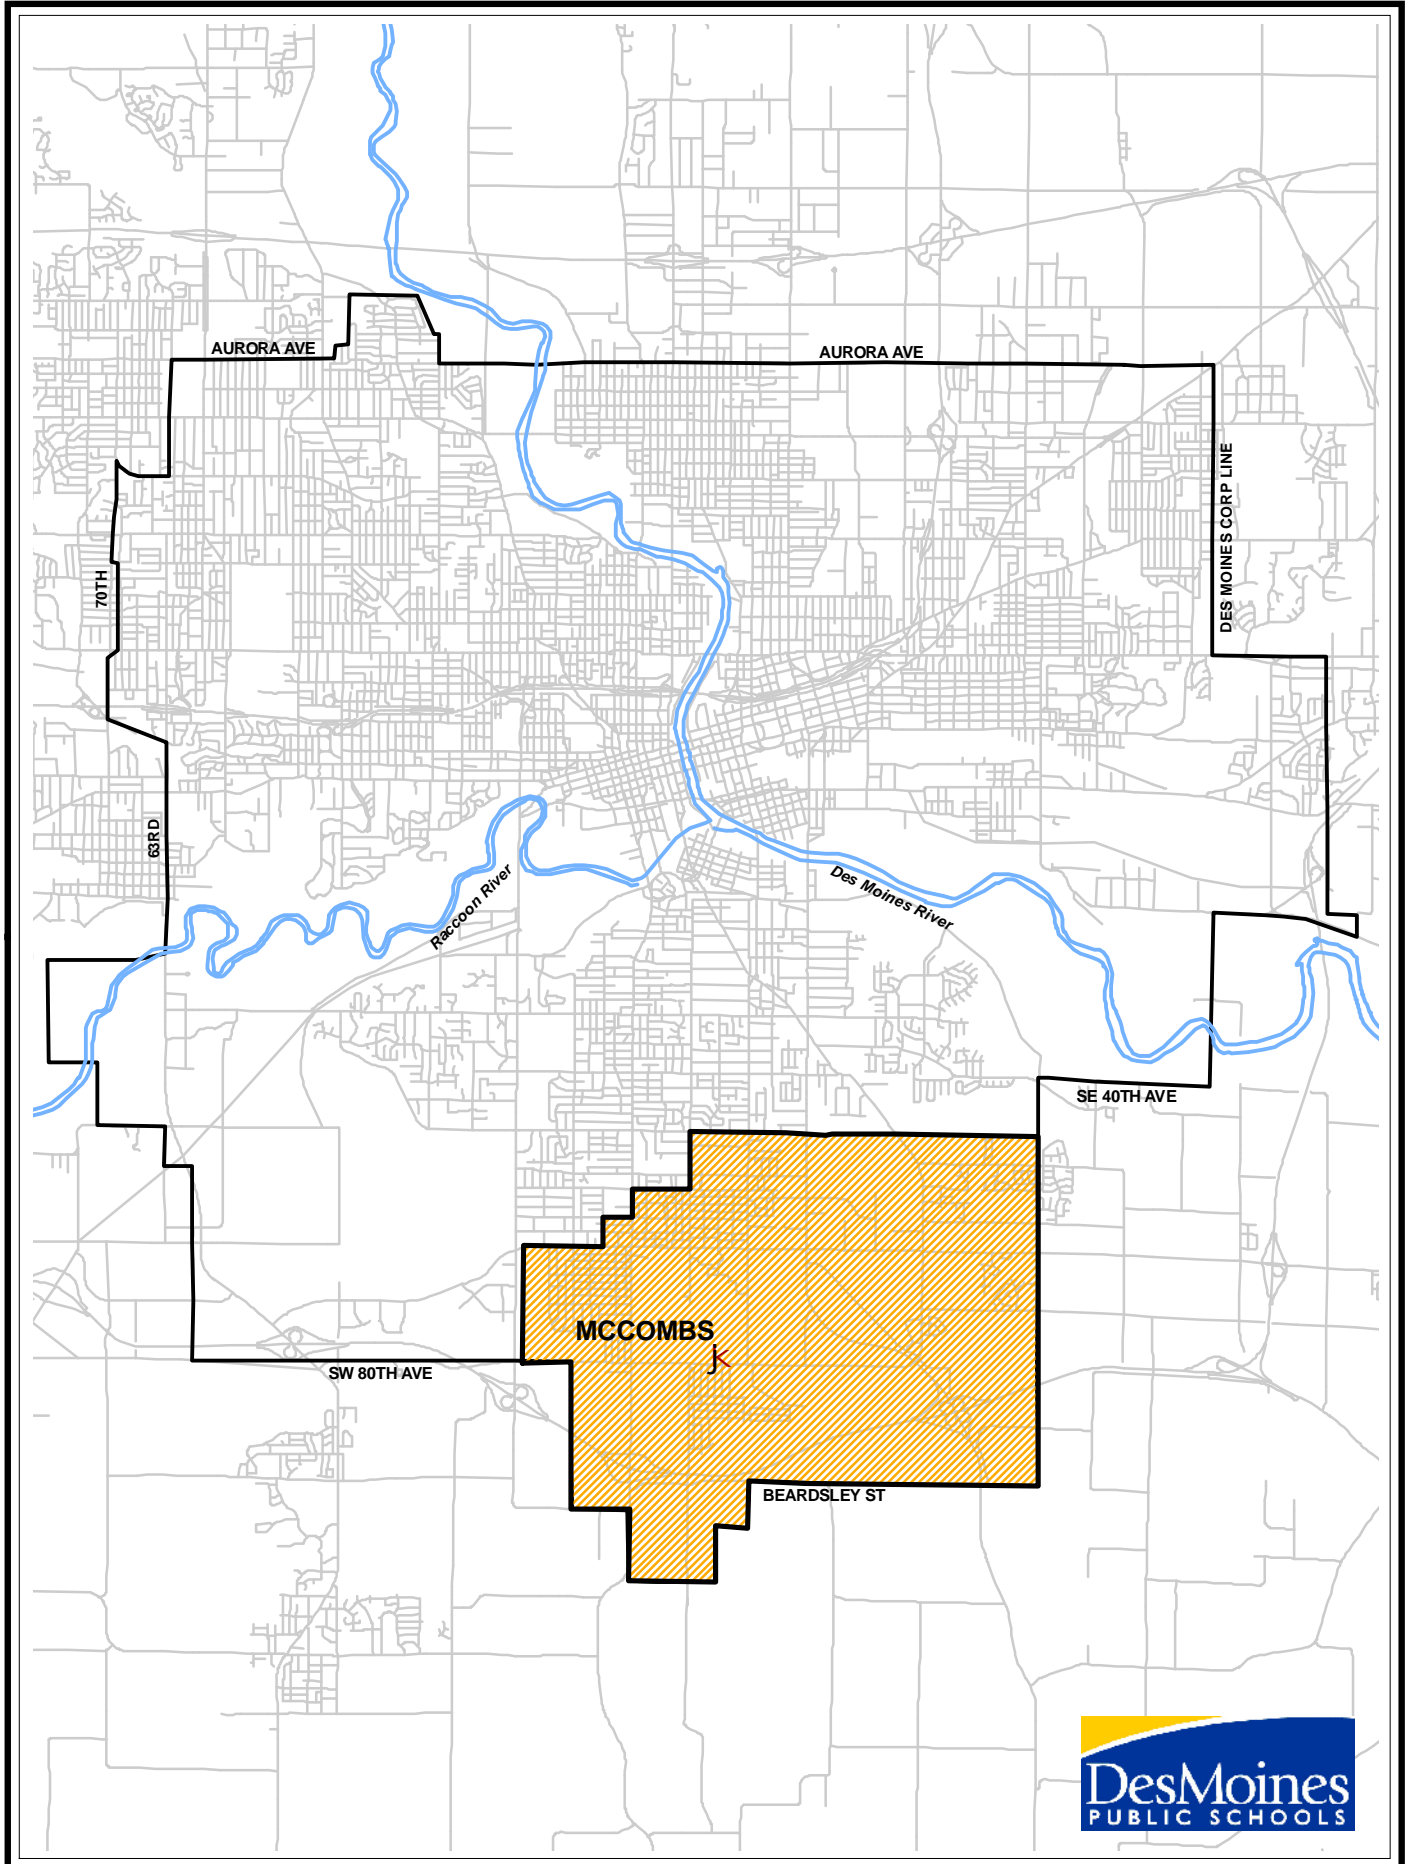 AURORA AVE
AURORA AVE
DES MOINES CORP LINE
70TH
63RD
Raccoon River
Des Moines River
SE 40TH AVE
MCCOMBS
SW 80TH AVE
BEARDSLEY ST
DesMoines
PUBLIC SCHOOLS